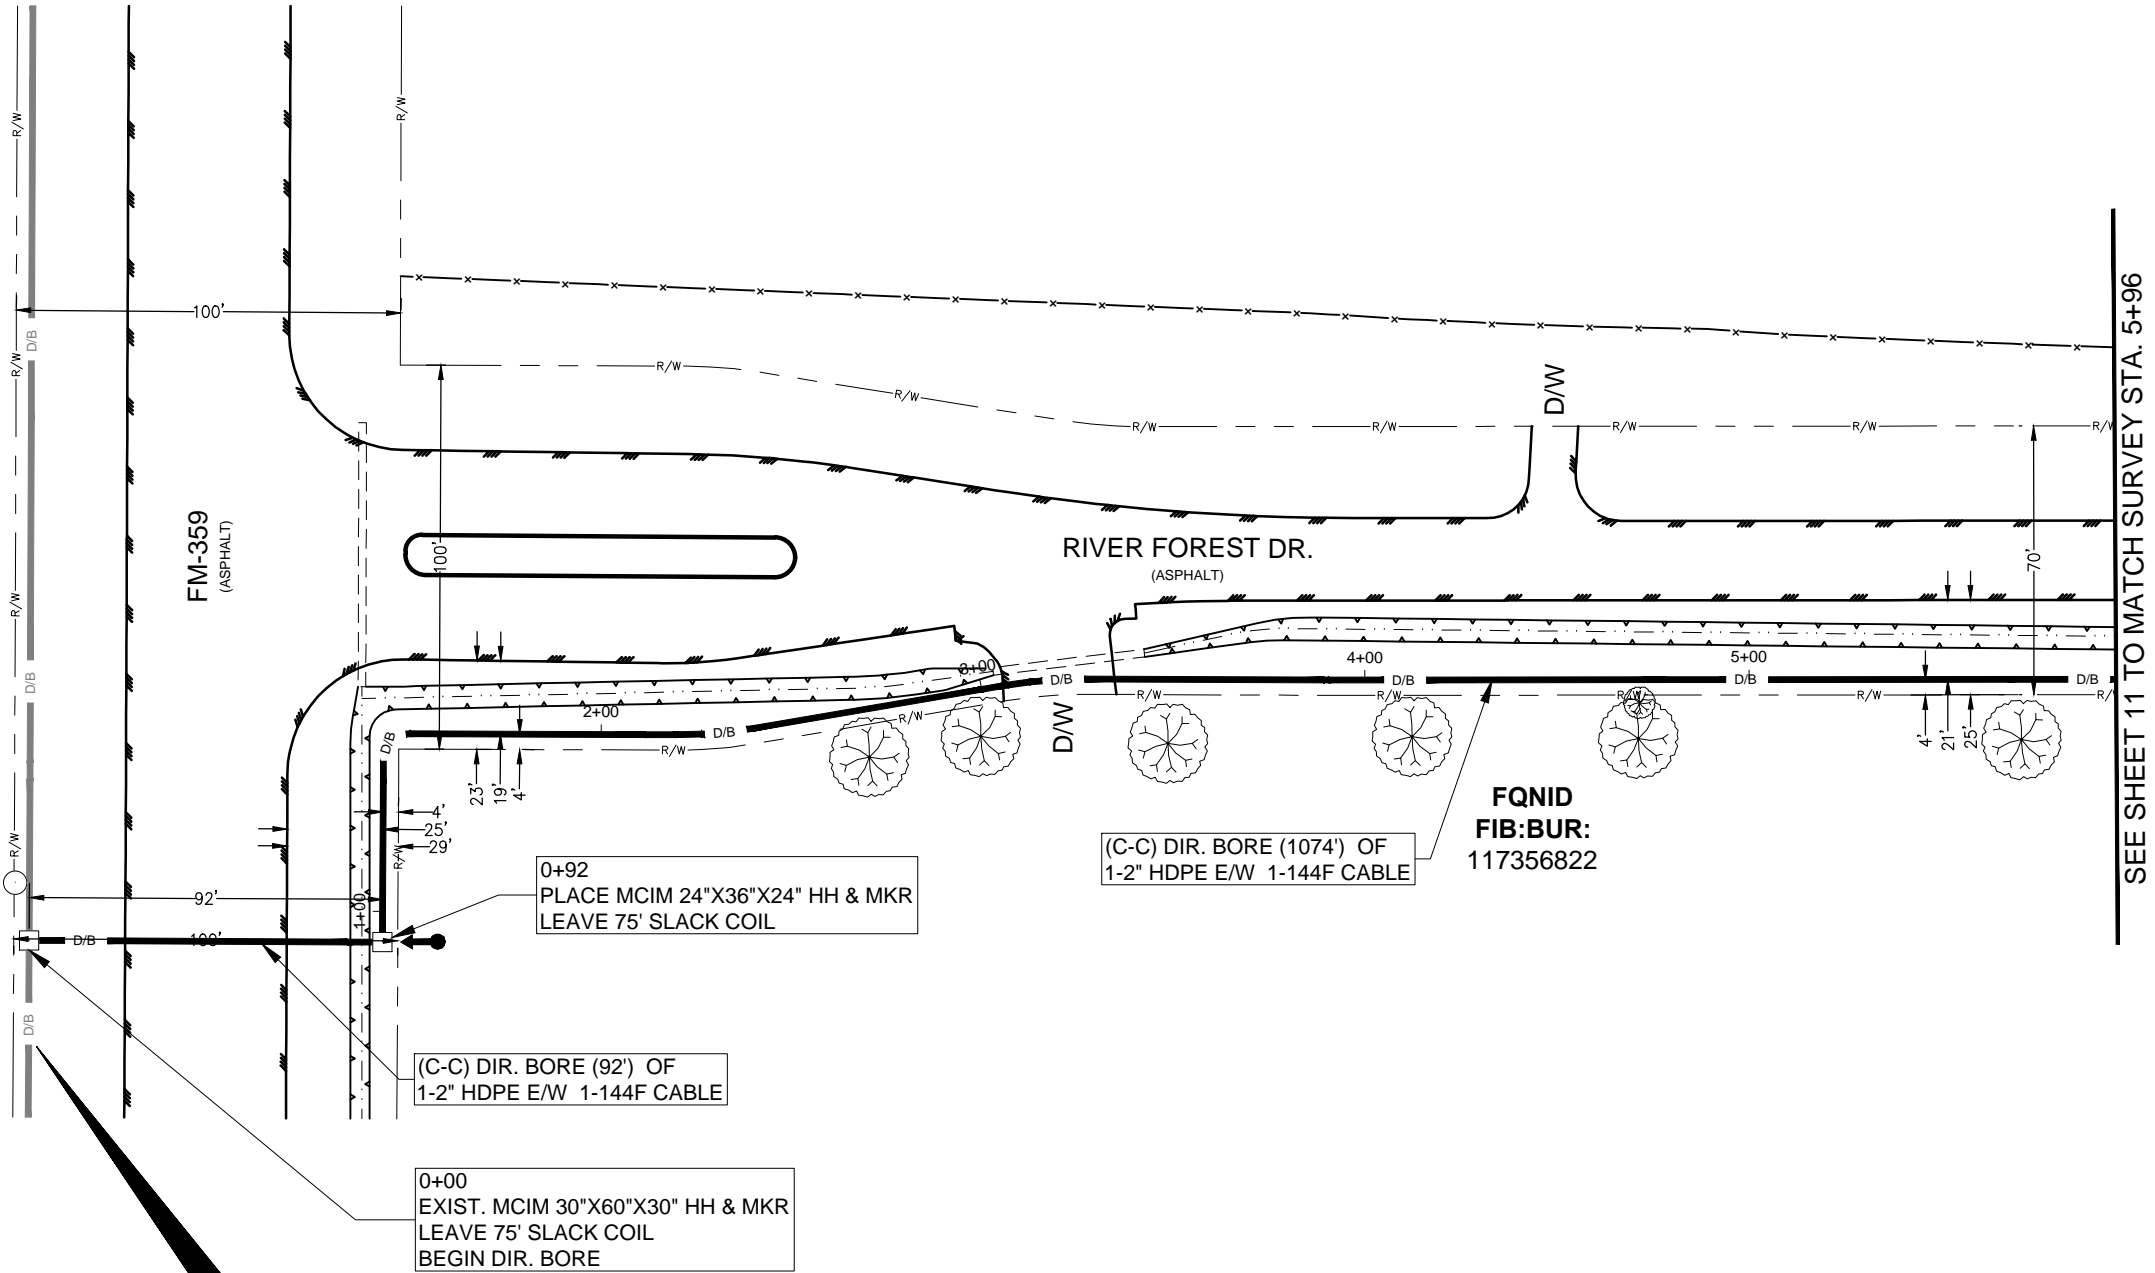 R/W
R/W
D/B
R/W
100'
R/W
R/W
R/W
R/W
R/W
R/W
R/W
R/W
D/W
100'
FM-359
(ASPHALT)
RIVER FOREST DR.
(ASPHALT)
70'
SEE SHEET 11 TO MATCH SURVEY STA. 5+96
R/W
D/B
D/B
2+00
D/B
R/W
3+00
R/W
D/B
D/W
R/W
4+00
R/W
D/B
R/W
5+00
D/B
R/W
D/B
R/W
23'
19'
4'
4'
21'
25'
4'
25'
29'
R/W
R/W
92'
1+00
D/B
100'
D/B
0+92
PLACE MCIM 24"X36"X24" HH & MKR
LEAVE 75' SLACK COIL
(C-C) DIR. BORE (1074') OF
1-2" HDPE E/W 1-144F CABLE
FQNID
FIB:BUR:
117356822
(C-C) DIR. BORE (92') OF
1-2" HDPE E/W 1-144F CABLE
0+00
EXIST. MCIM 30"X60"X30" HH & MKR
LEAVE 75' SLACK COIL
BEGIN DIR. BORE